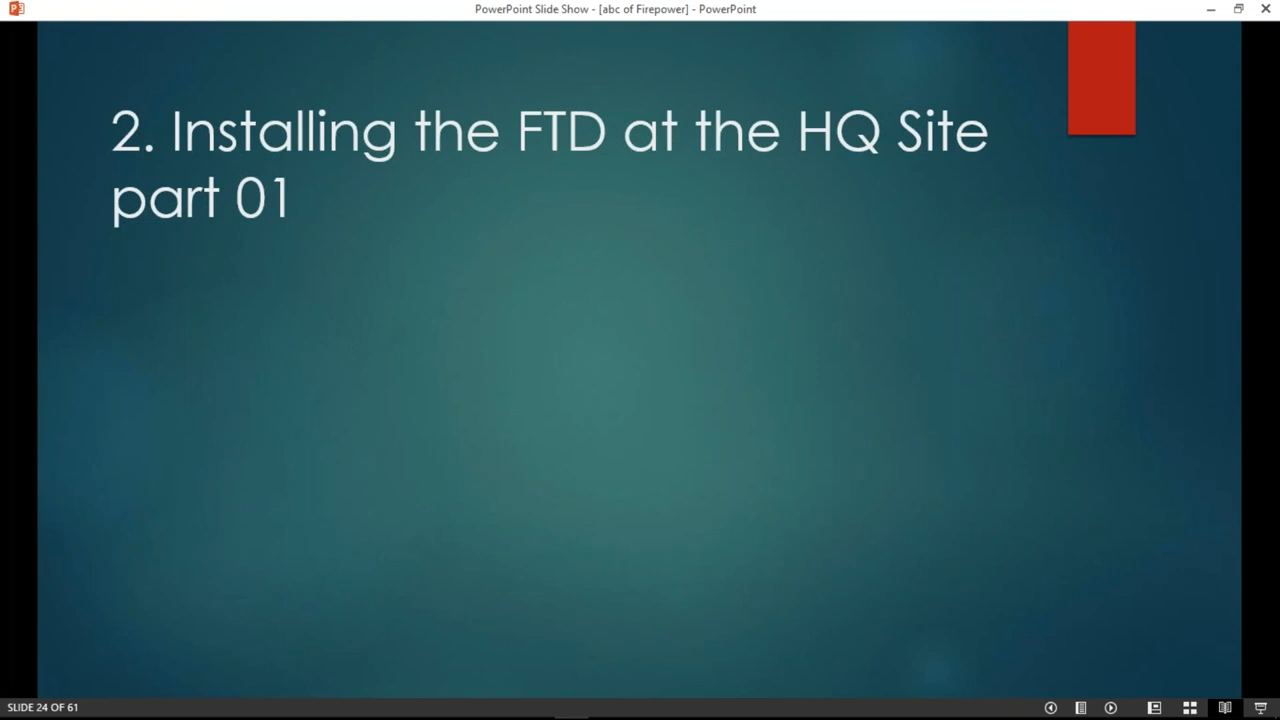 PowerPoint Slide Show - [abc of Firepower] - PowerPoint
2. Installing the FTD at the HQ Site
part 01
SLIDE 24 OF 61